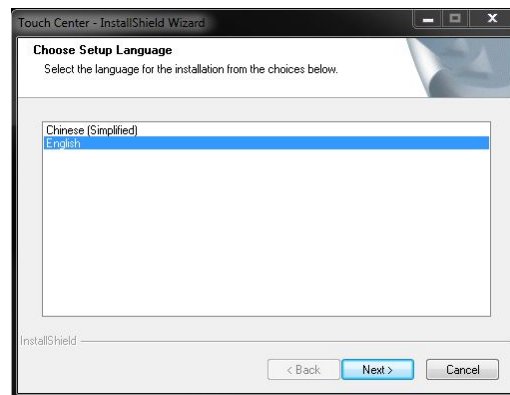 Touch Center - InstallShield Wizard
Choose Setup Language
Select the language for the installation from the choices below.
Chinese (Simplified)
English
InstallShield
< Back
Next >
Cancel